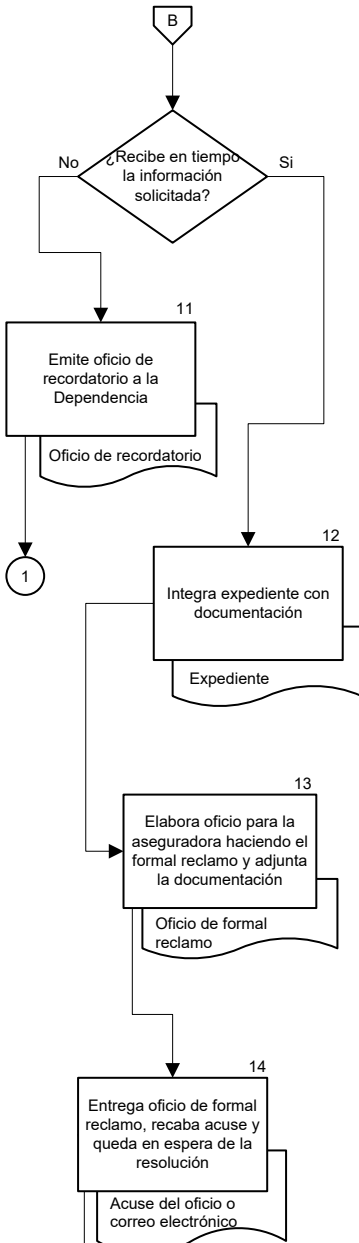 B
¿Recibe en tiempo
la información
solicitada?
No
Si
11
Emite oficio de
recordatorio a la
Dependencia
Oficio de recordatorio
1
12
Integra expediente con
documentación
Expediente
13
Elabora oficio para la
aseguradora haciendo el
formal reclamo y adjunta
la documentación
Oficio de formal
reclamo
14
Entrega oficio de formal
reclamo, recaba acuse y
queda en espera de la
resolución
Acuse del oficio o
correo electrónico